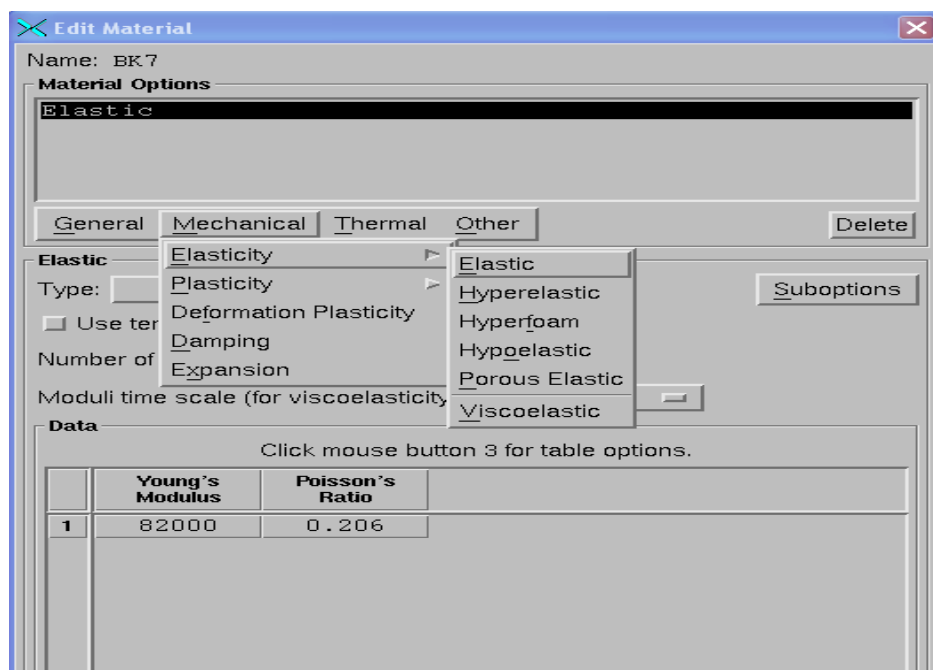 Edit Material
Name: BK7
Material Options
Elastic
General Mechanical Thermal Other Delete
Elastic
Elasticity
Plasticity
Deformation Plasticity
Damping
Expansion
Elastic
Hyperelastic
Hyperfoam
Hypoelastic
Porous Elastic
Viscoelastic
Type:
Suboptions
Use ter
Number of
Moduli time scale (for viscoelasticity
Data
Click mouse button 3 for table options.
Young's Poisson's
Modulus Ratio
1 82000 0.206